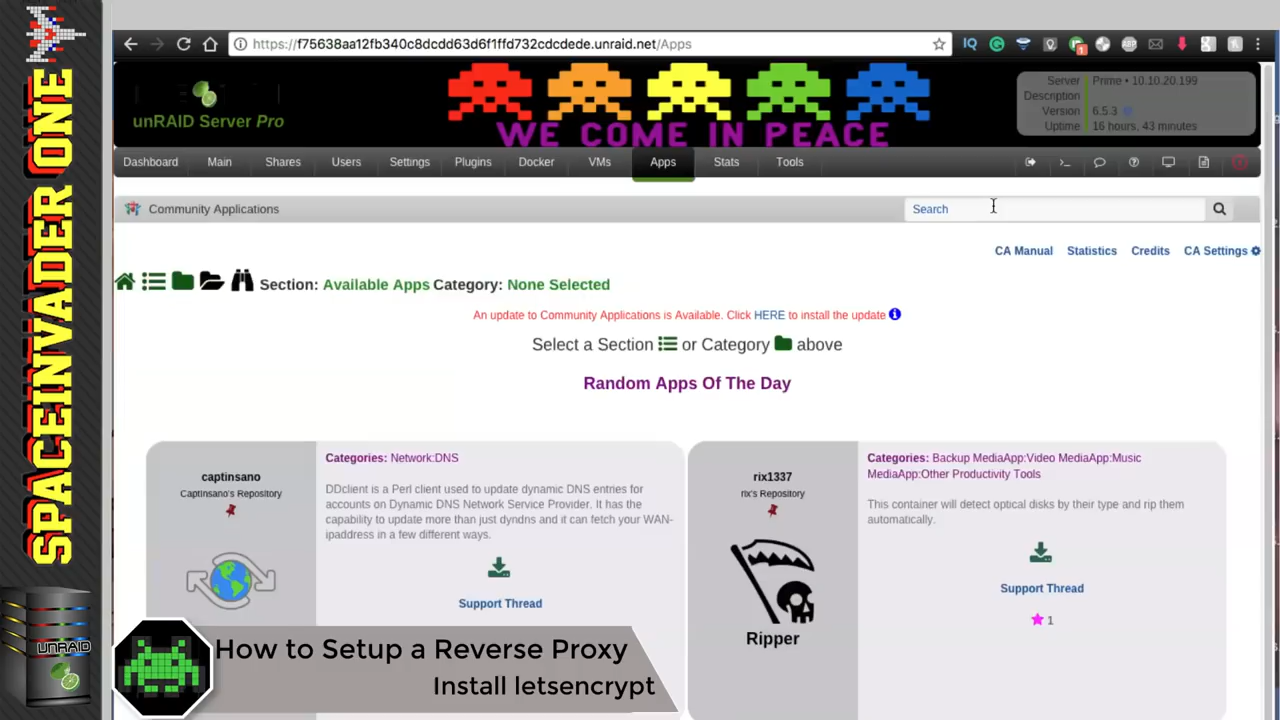 SPACEINVADER ONE
UNRAID
https://f75638aa12fb340c8dcdd63d6f1ffd732cdcdede.unraid.net/Apps
IQ
ABP
1
unRAID Server Pro
WE COME IN PEACE
Server Prime • 10.10.20.199
Description
Version 6.5.3
Uptime 16 hours, 43 minutes
Dashboard Main Shares Users Settings Plugins Docker VMs Apps Stats Tools
Community Applications
Search
CA Manual Statistics Credits CA Settings
Section: Available Apps Category: None Selected
An update to Community Applications is Available. Click HERE to install the update
Select a Section or Category above
Random Apps Of The Day
captinsano
Captinsano's Repository
Categories: Network:DNS
DDclient is a Perl client used to update dynamic DNS entries for
accounts on Dynamic DNS Network Service Provider. It has the
capability to update more than just dyndns and it can fetch your WAN-
ipaddress in a few different ways.
Support Thread
rix1337
rix's Repository
Ripper
Categories: Backup MediaApp:Video MediaApp:Music
MediaApp:Other Productivity Tools
This container will detect optical disks by their type and rip them
automatically.
Support Thread
1
How to Setup a Reverse Proxy
Install letsencrypt